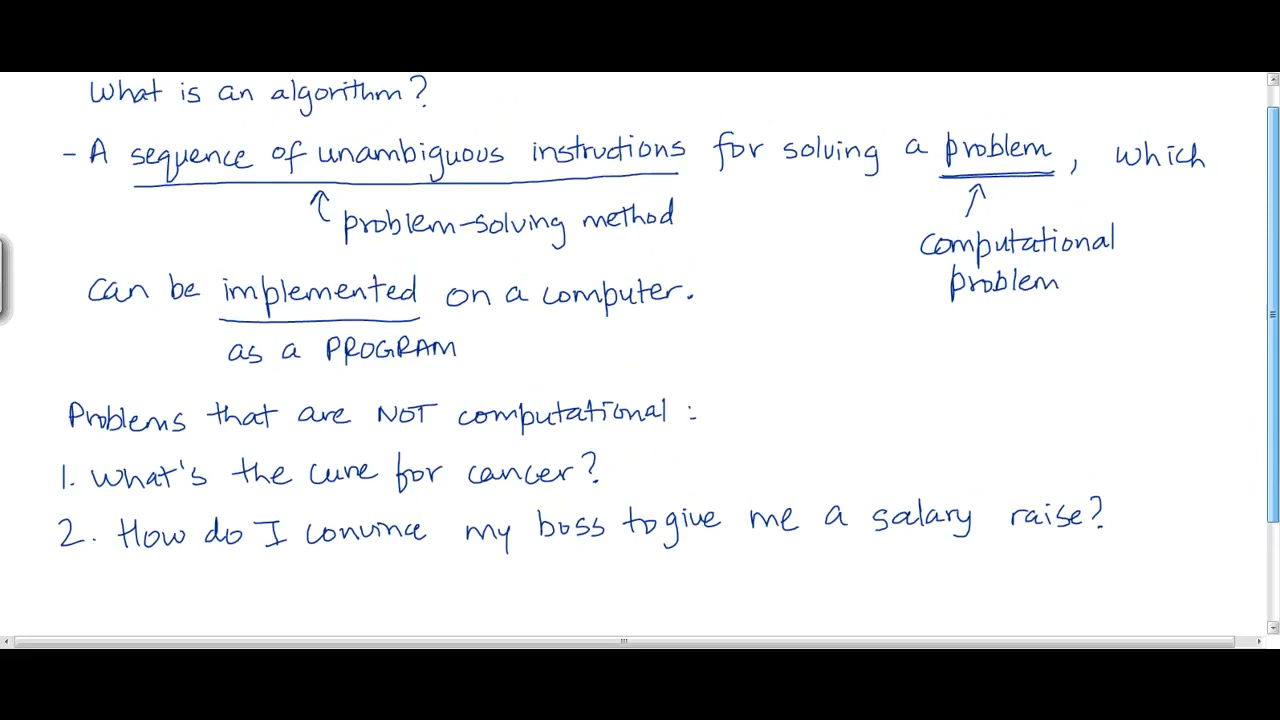 What is an algorithm?
- A sequence of unambiguous instructions for solving a problem, which
problem-solving method
computational
problem
can be implemented on a computer.
as a PROGRAM
Problems that are NOT computational:
1. What's the cure for cancer?
2. How do I convince my boss to give me a salary raise?